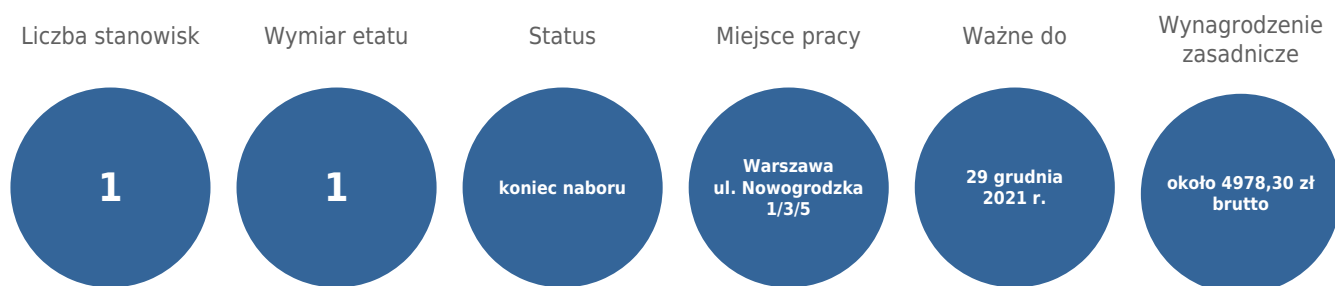 Liczba stanowisk
1
Wymiar etatu
1
Status
koniec naboru
Miejsce pracy
Warszawa
ul. Nowogrodzka
1/3/5
Ważne do
29 grudnia
2021 r.
Wynagrodzenie
zasadnicze
około 4978,30 zł
brutto